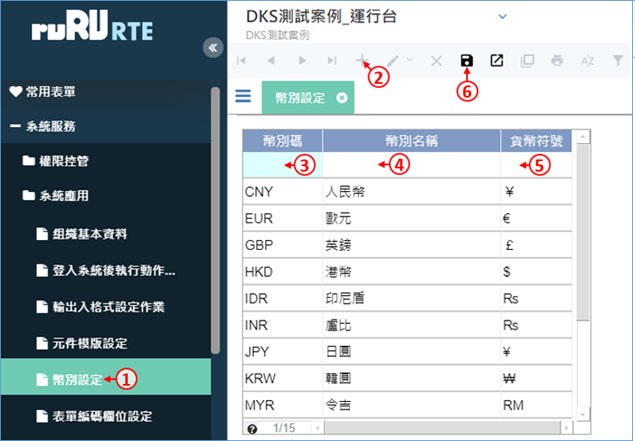 ruRU RTE
DKS測試案例_運行台
DKS測試案例
常用表單
系統服務
權限控管
系統應用
組織基本資料
登入系統後執行動作...
輸出入格式設定作業
元件模版設定
幣別設定
①
表單編碼欄位設定
②
⑥
幣別設定
幣別碼 幣別名稱 貨幣符號
③ ④ ⑤
CNY 人民幣 ¥
EUR 歐元 €
GBP 英鎊 £
HKD 港幣 $
IDR 印尼盾 Rs
INR 盧比 Rs
JPY 日圓 ¥
KRW 韓圓 ₩
MYR 令吉 RM
1/15